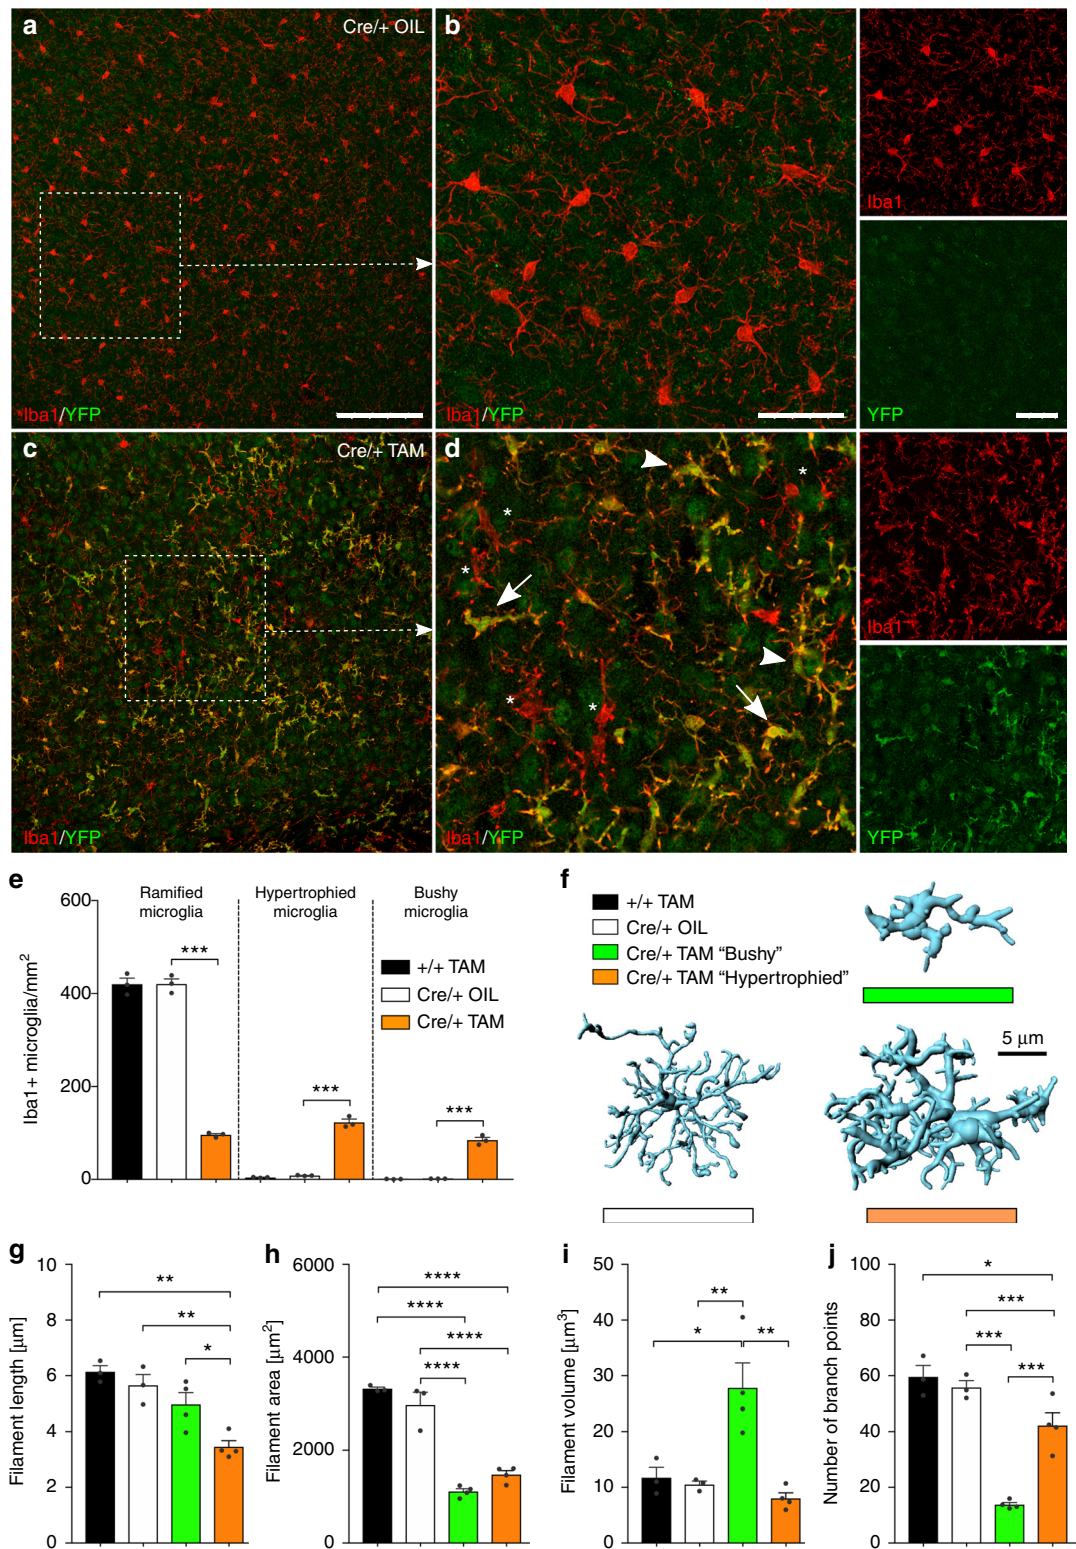 a
Cre/+ OIL
b
Iba1
Iba1/YFP
Iba1/YFP
YFP
c
Cre/+ TAM
d
*
*
*
*
*
Iba1
Iba1/YFP
Iba1/YFP
YFP
e
Iba1+ microglia/mm2
600
400
200
0
Ramified
microglia
Hypertrophied
microglia
Bushy
microglia
***
***
***
+/+ TAM
Cre/+ OIL
Cre/+ TAM
f
+/+ TAM
Cre/+ OIL
Cre/+ TAM “Bushy”
Cre/+ TAM “Hypertrophied”
5 µm
g
Filament length [µm]
10
8
6
4
2
0
**
**
*
h
Filament area [µm2]
6000
4000
2000
0
****
****
****
****
i
Filament volume [µm3]
50
40
30
20
10
0
**
*
**
j
Number of branch points
100
80
60
40
20
0
*
***
***
***